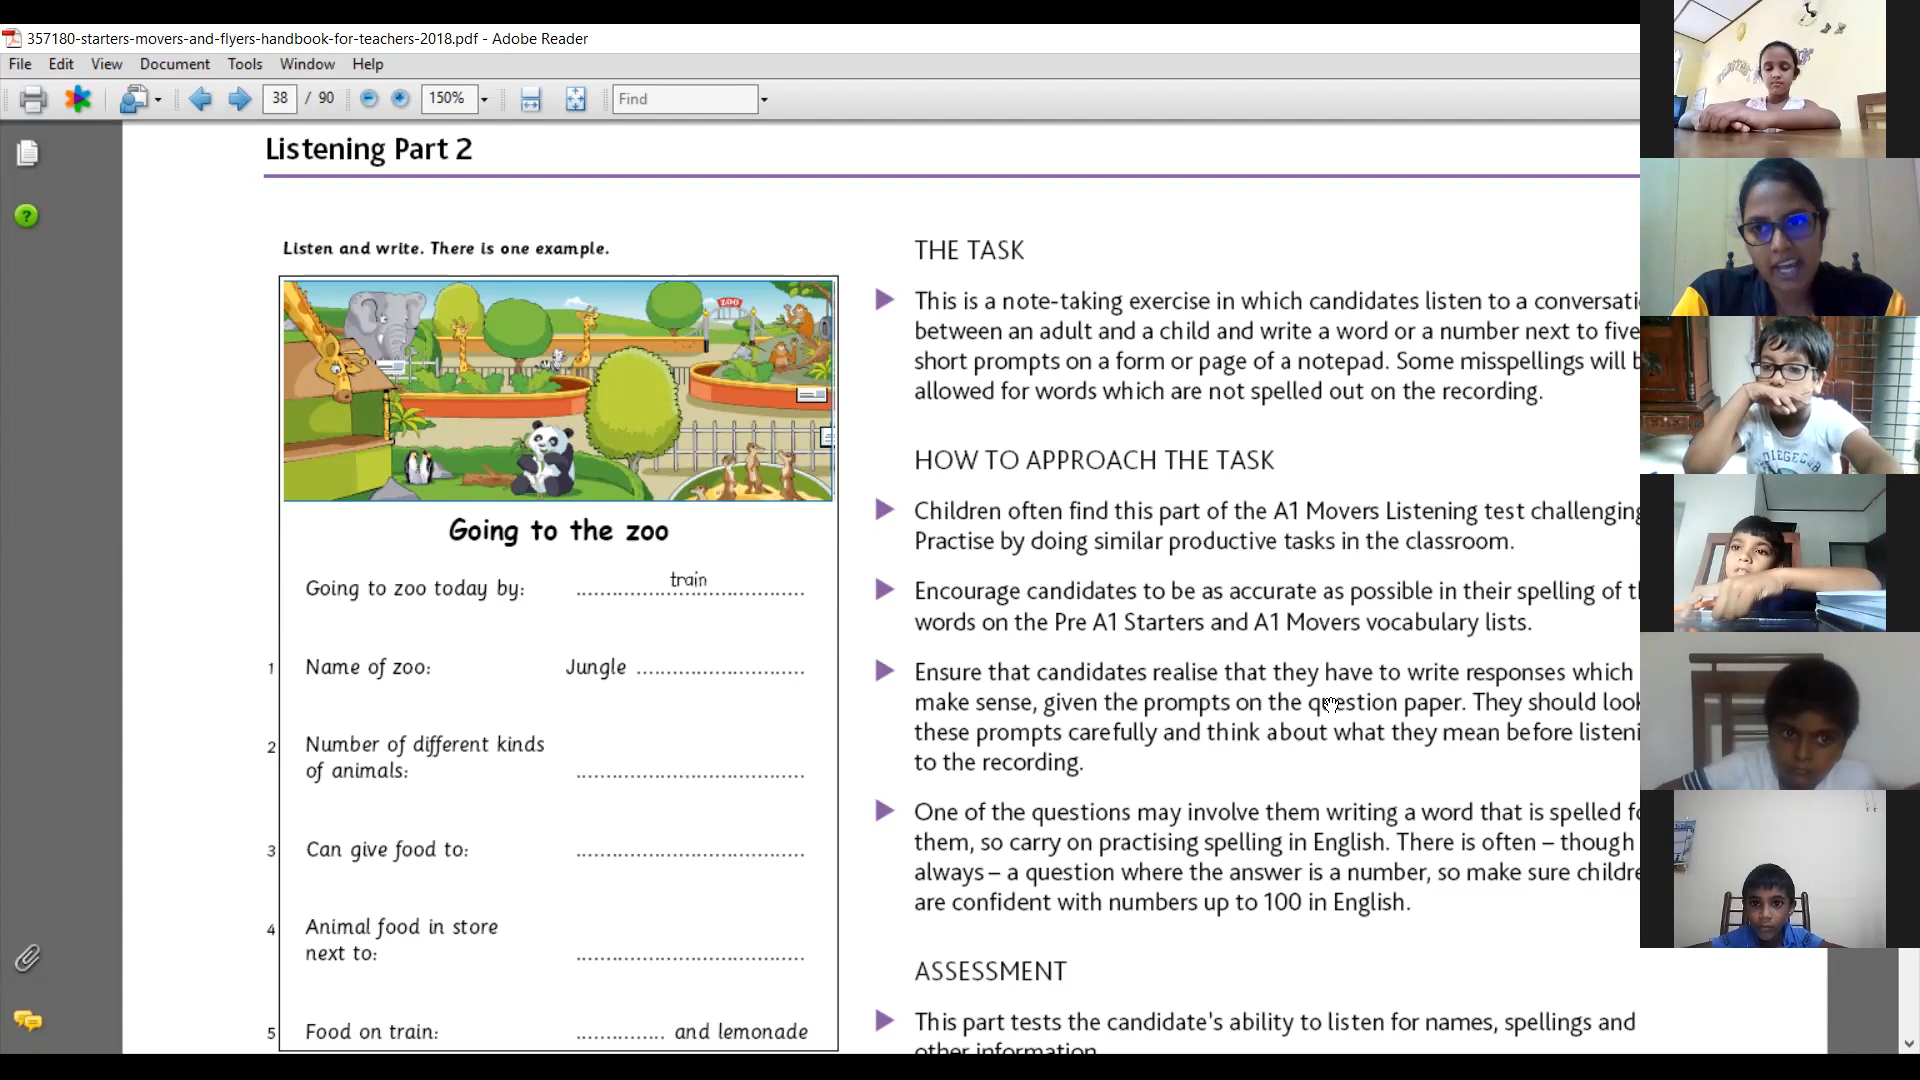 357180-starters-movers-and-flyers-handbook-for-teachers-2018.pdf - Adobe Reader
File Edit View Document Tools Window Help
38 / 90 150% Find
Listening Part 2
Listen and write. There is one example.
ZOO
Going to the zoo
Going to zoo today by: train
1 Name of zoo: Jungle ................................
2 Number of different kinds
of animals: ............................................
3 Can give food to: ............................................
4 Animal food in store
next to: ............................................
5 Food on train: ............... and lemonade
THE TASK
This is a note-taking exercise in which candidates listen to a
between an adult and a child and write a word or a number next to five
short prompts on a form or page of a notepad. Some misspellings will
allowed for words which are not spelled out on the recording.
HOW TO APPROACH THE TASK
Children often find this part of the A1 Movers Listening test challenging
Practise by doing similar productive tasks in the classroom.
Encourage candidates to be as accurate as possible in their spelling of
words on the Pre A1 Starters and A1 Movers vocabulary lists.
Ensure that candidates realise that they have to write responses which
make sense, given the prompts on the question paper. They should look
these prompts carefully and think about what they mean before
to the recording.
One of the questions may involve them writing a word that is spelled
them, so carry on practising spelling in English. There is often – though
always – a question where the answer is a number, so make sure
are confident with numbers up to 100 in English.
ASSESSMENT
This part tests the candidate's ability to listen for names, spellings and
other information.